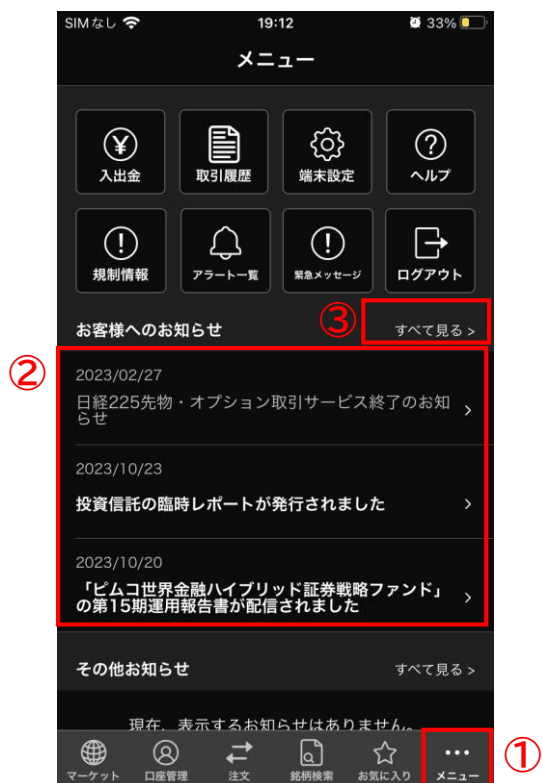 SIMなし 19:12 33%
メニュー
入出金 取引履歴 端末設定 ヘルプ
規制情報 アラート一覧 緊急メッセージ ログアウト
お客様へのお知らせ ③ すべて見る >
②
2023/02/27
日経225先物・オプション取引サービス終了のお知
らせ
2023/10/23
投資信託の臨時レポートが発行されました
2023/10/20
「ピムコ世界金融ハイブリッド証券戦略ファンド」
の第15期運用報告書が配信されました
その他お知らせ すべて見る >
現在、表示するお知らせはありません。
マーケット 口座管理 注文 銘柄検索 お気に入り メニュー ①